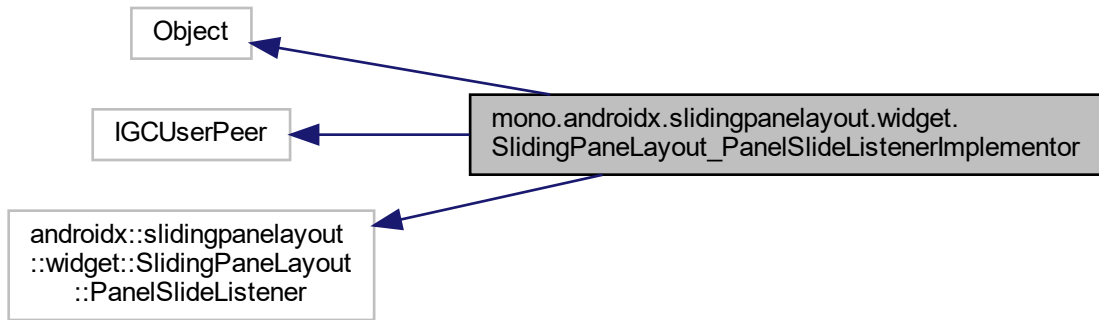 Object
IGCUserPeer
androidx::slidingpanelayout
::widget::SlidingPaneLayout
::PanelSlideListener
mono.androidx.slidingpanelayout.widget.
SlidingPaneLayout_PanelSlideListenerImplementor